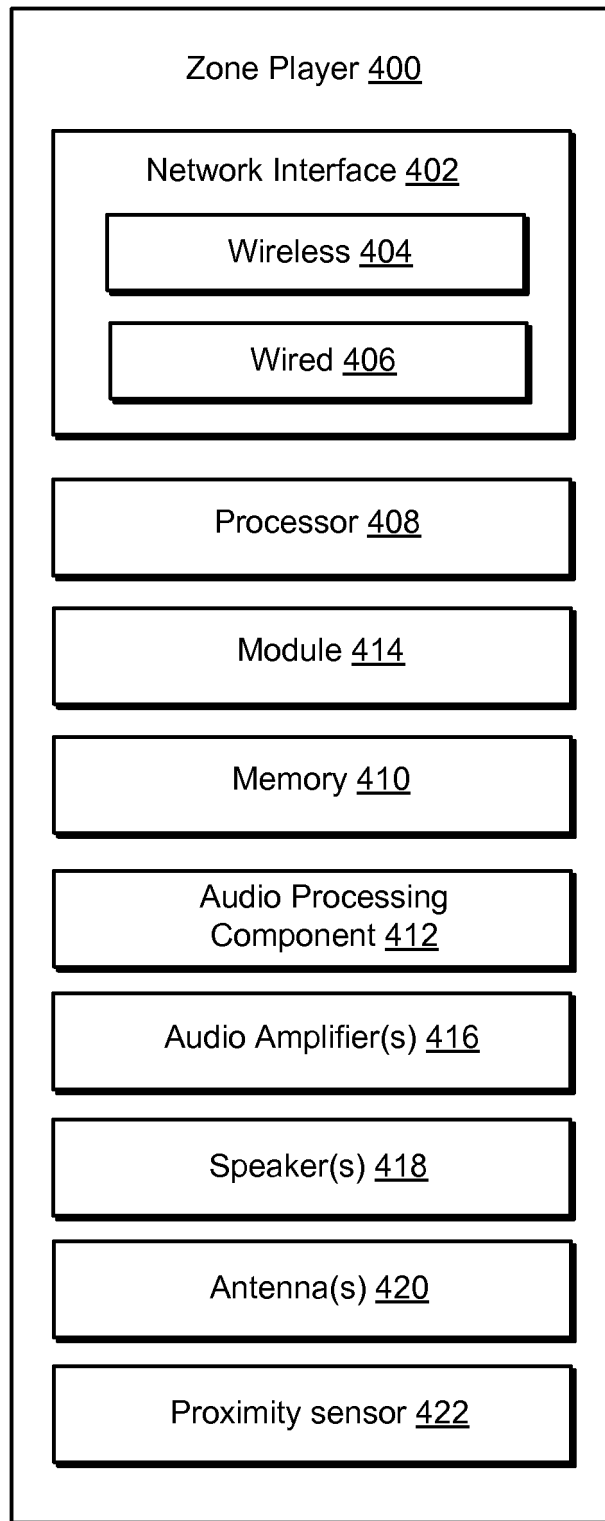 Zone Player 400
Network Interface 402
Wireless 404
Wired 406
Processor 408
Module 414
Memory 410
Audio Processing
Component 412
Audio Amplifier(s) 416
Speaker(s) 418
Antenna(s) 420
Proximity sensor 422